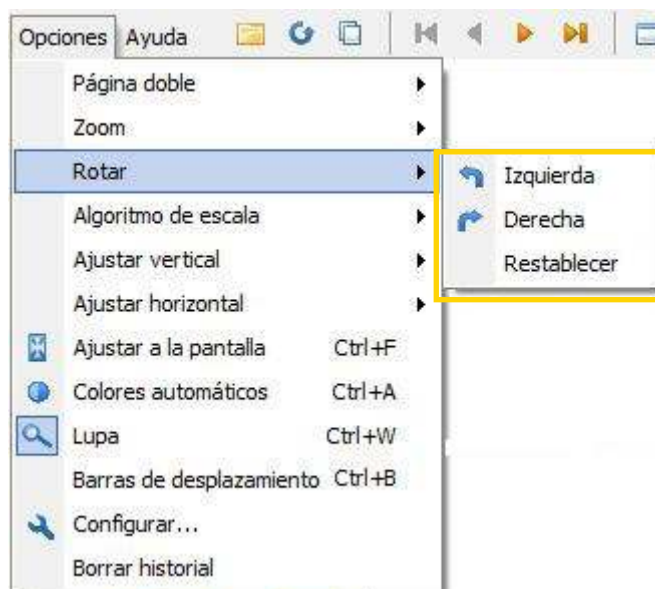 Opciones Ayuda
Página doble
Zoom
Rotar
Izquierda
Algoritmo de escala
Derecha
Ajustar vertical
Restablecer
Ajustar horizontal
Ajustar a la pantalla Ctrl+F
Colores automáticos Ctrl+A
Lupa Ctrl+W
Barras de desplazamiento Ctrl+B
Configurar...
Borrar historial